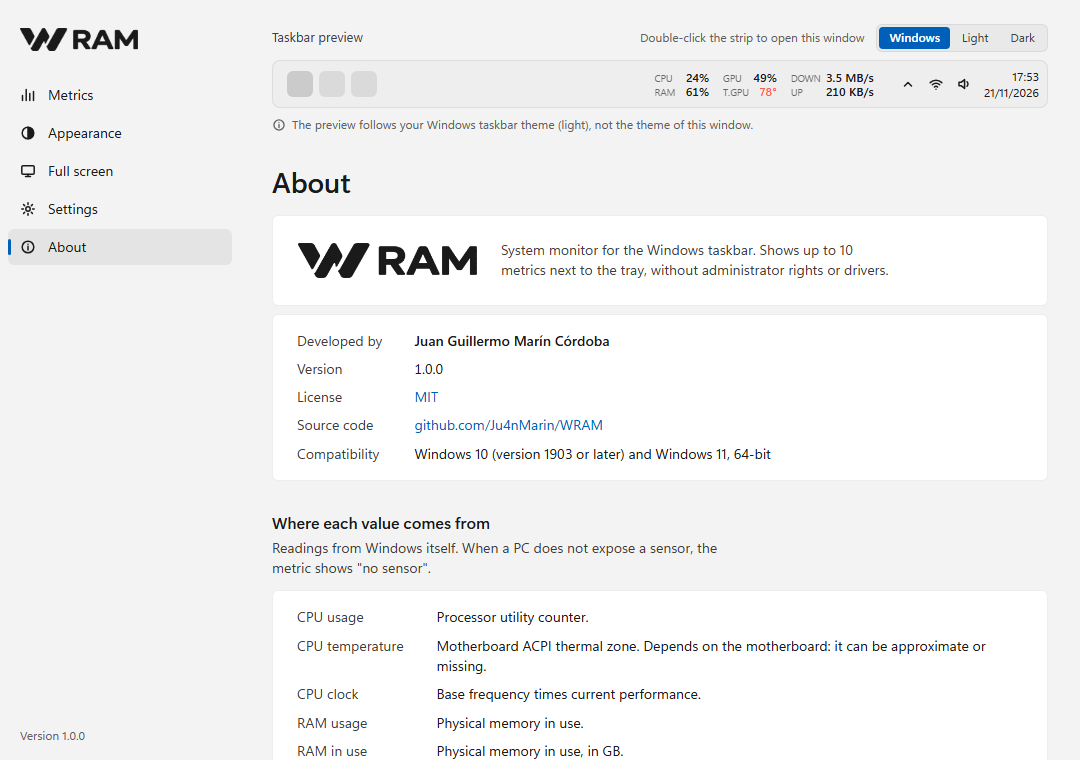 W RAM
Metrics
Appearance
Full screen
Settings
About
Version 1.0.0
Taskbar preview
Double-click the strip to open this window
Windows
Light
Dark
CPU 24% GPU 49% DOWN 3.5 MB/s
RAM 61% T.GPU 78° UP 210 KB/s
17:53
21/11/2026
The preview follows your Windows taskbar theme (light), not the theme of this window.
About
W RAM
System monitor for the Windows taskbar. Shows up to 10
metrics next to the tray, without administrator rights or drivers.
Developed by Juan Guillermo Marín Córdoba
Version 1.0.0
License MIT
Source code github.com/Ju4nMarin/WRAM
Compatibility Windows 10 (version 1903 or later) and Windows 11, 64-bit
Where each value comes from
Readings from Windows itself. When a PC does not expose a sensor, the
metric shows "no sensor".
CPU usage Processor utility counter.
CPU temperature Motherboard ACPI thermal zone. Depends on the motherboard: it can be approximate or
missing.
CPU clock Base frequency times current performance.
RAM usage Physical memory in use.
RAM in use Physical memory in use, in GB.